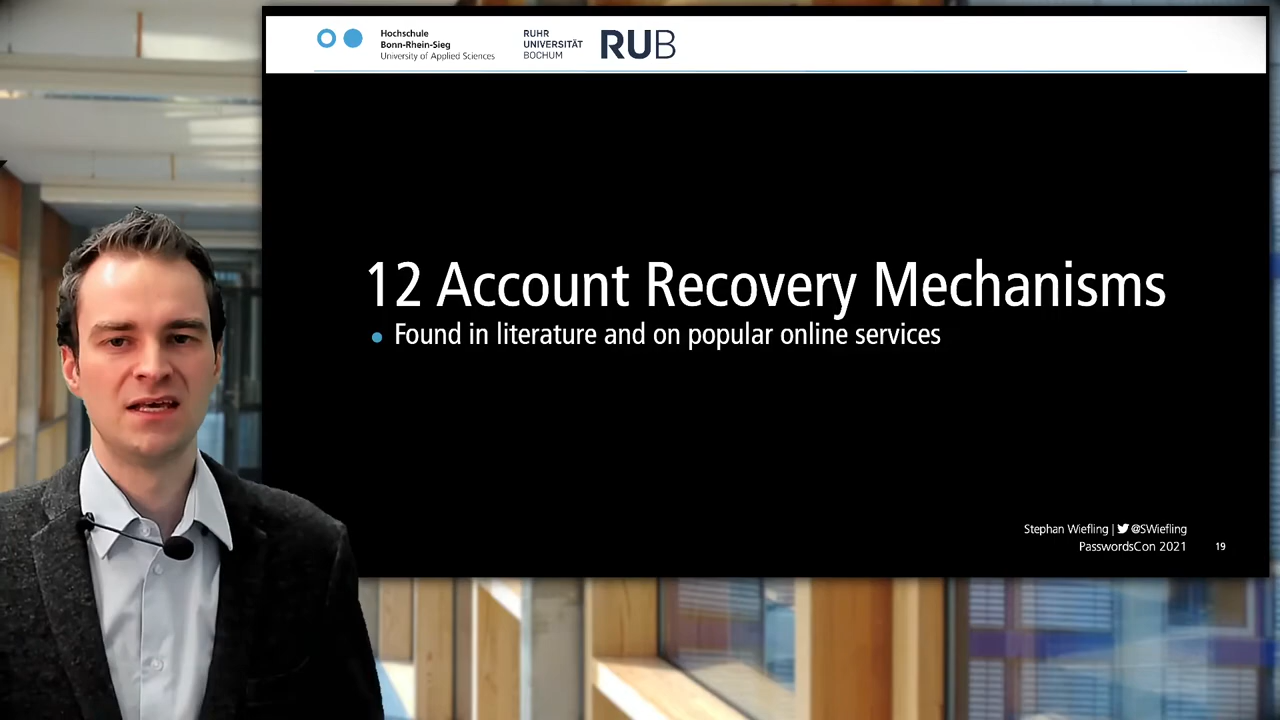 Hochschule
Bonn-Rhein-Sieg
University of Applied Sciences
RUHR
UNIVERSITÄT
BOCHUM
RUB
12 Account Recovery Mechanisms
Found in literature and on popular online services
Stephan Wiefling | @SWiefling
PasswordsCon 2021
19